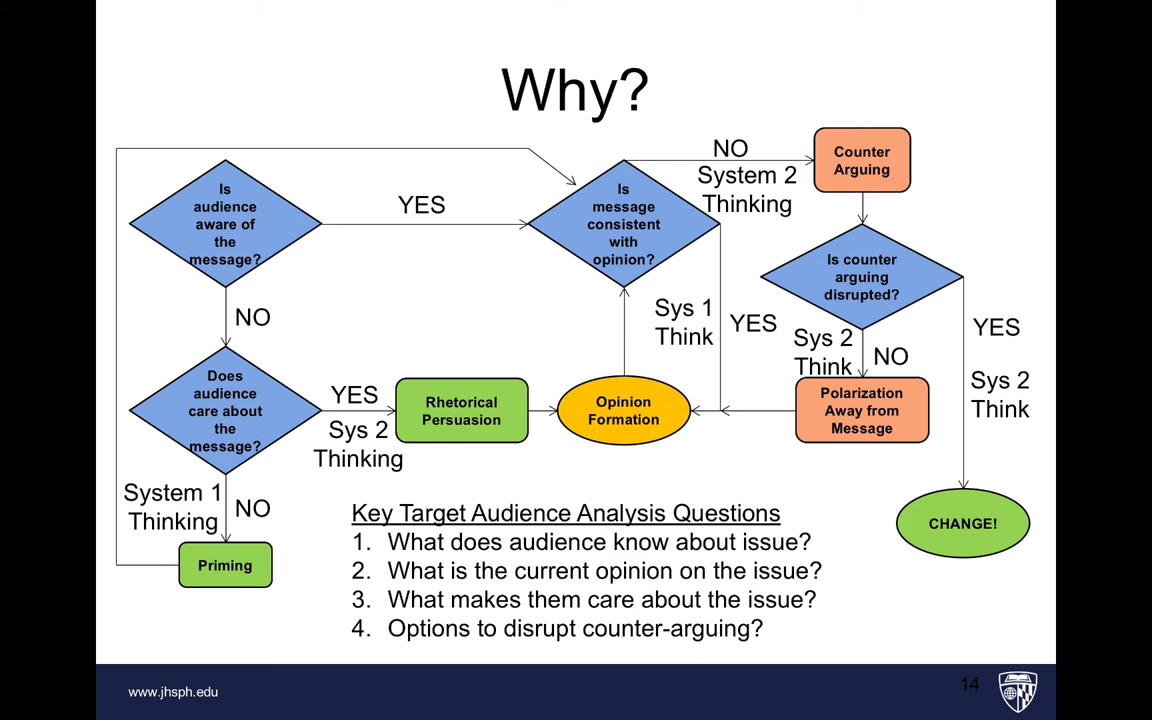 Why?
Is
audience
aware of
the
message?
YES
Is
message
consistent
with
opinion?
NO
System 2
Thinking
Counter
Arguing
Is counter
arguing
disrupted?
NO
Sys 1
Think
YES
Sys 2
Think
NO
YES
Sys 2
Think
Does
audience
care about
the
message?
YES
Sys 2
Thinking
Rhetorical
Persuasion
Opinion
Formation
Polarization
Away from
Message
System 1
Thinking
NO
Priming
CHANGE!
Key Target Audience Analysis Questions
1. What does audience know about issue?
2. What is the current opinion on the issue?
3. What makes them care about the issue?
4. Options to disrupt counter-arguing?
www.jhsph.edu
14